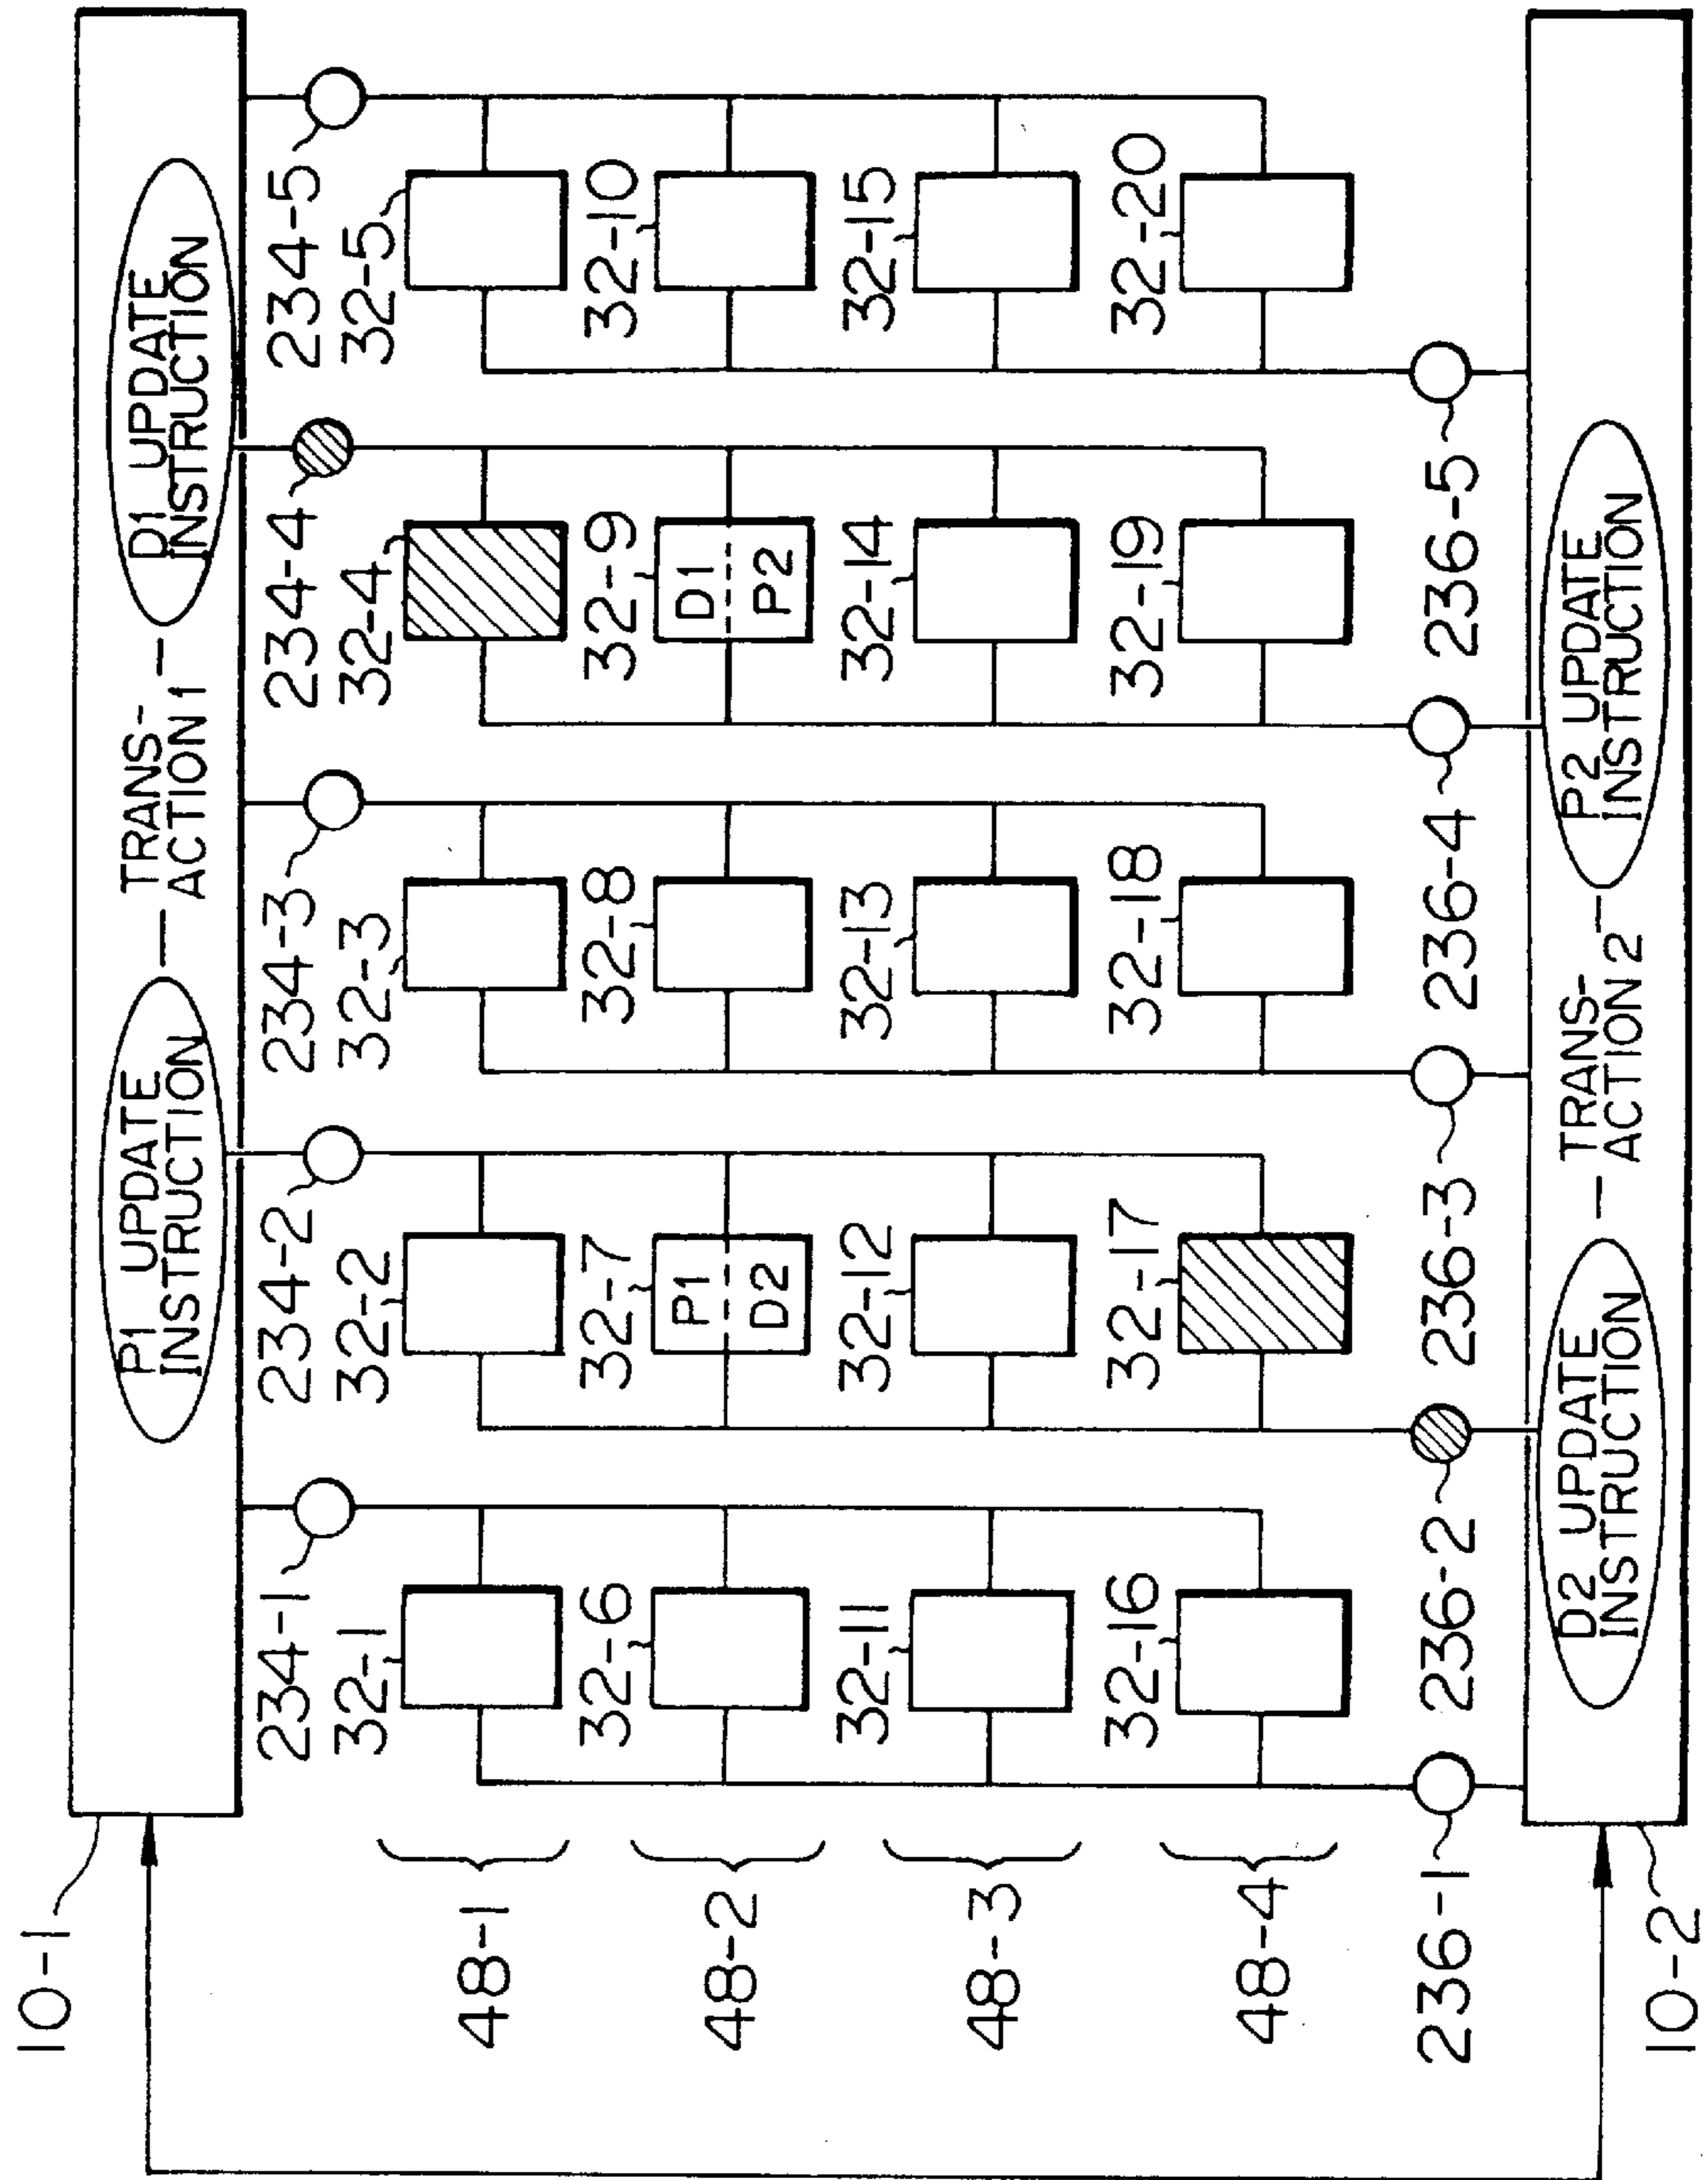 10-1
P1 UPDATE
INSTRUCTION
TRANS-
ACTION 1
D1 UPDATE
INSTRUCTION
234-1
234-2
234-3
234-4
234-5
32-1
32-2
32-3
32-4
32-5
48-1
32-6
32-7
32-8
32-9
32-10
P1
D2
D1
P2
48-2
32-11
32-12
32-13
32-14
32-15
48-3
32-16
32-17
32-18
32-19
32-20
48-4
236-1
236-2
236-3
236-4
236-5
D2 UPDATE
INSTRUCTION
TRANS-
ACTION 2
P2 UPDATE
INSTRUCTION
10-2